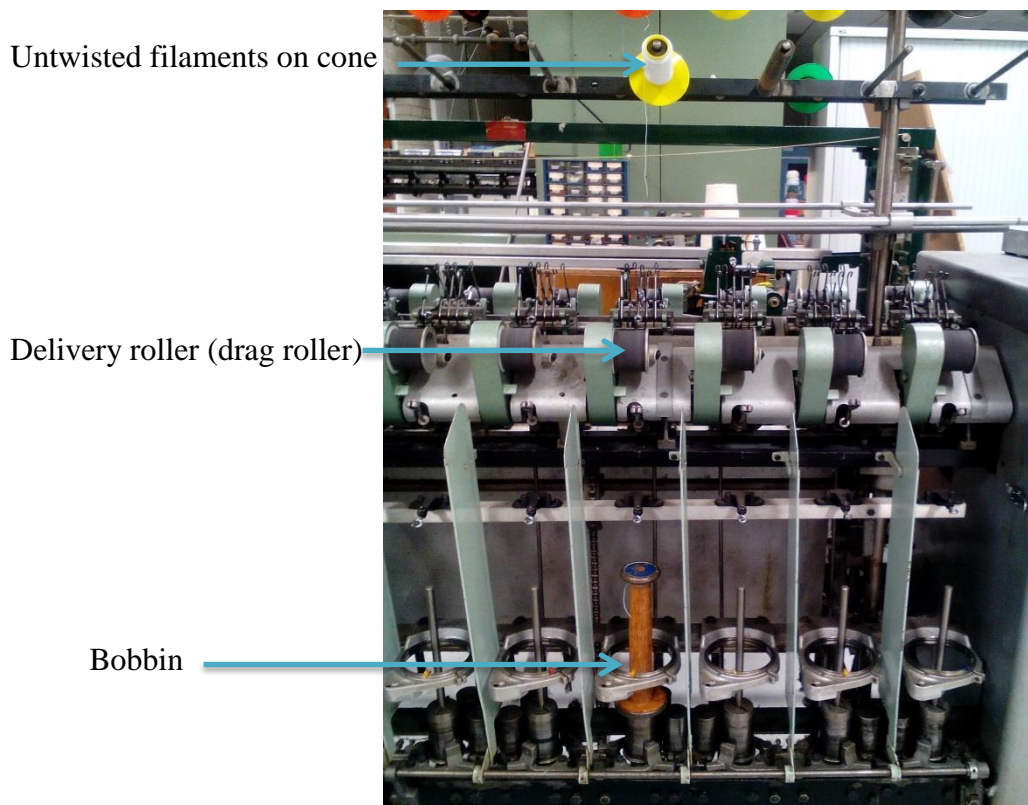 Untwisted filaments on cone
Delivery roller (drag roller)
Bobbin